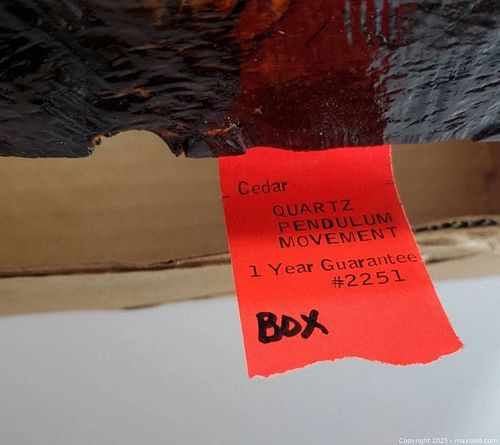 Cedar
QUARTZ
PENDULUM
MOVEMENT
1 Year Guarantee
#2251
BOX
Copyright 2025 - maxsold.com